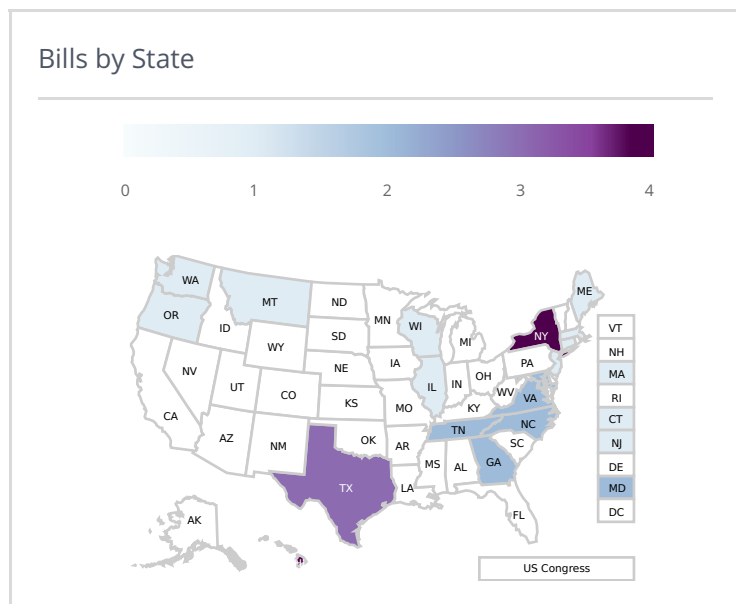 Bills by State
0 1 2 3 4
WA
MT
ND
ME
OR
MN
ID
SD
WI
NY
VT
MI
WY
NH
NV
NE
IA
PA
MA
UT
IL
IN
OH
CO
WV
VA
RI
KS
MO
KY
CT
CA
NC
TN
AZ
NM
OK
AR
SC
NJ
MS
AL
GA
DE
TX
LA
MD
FL
DC
AK
US Congress